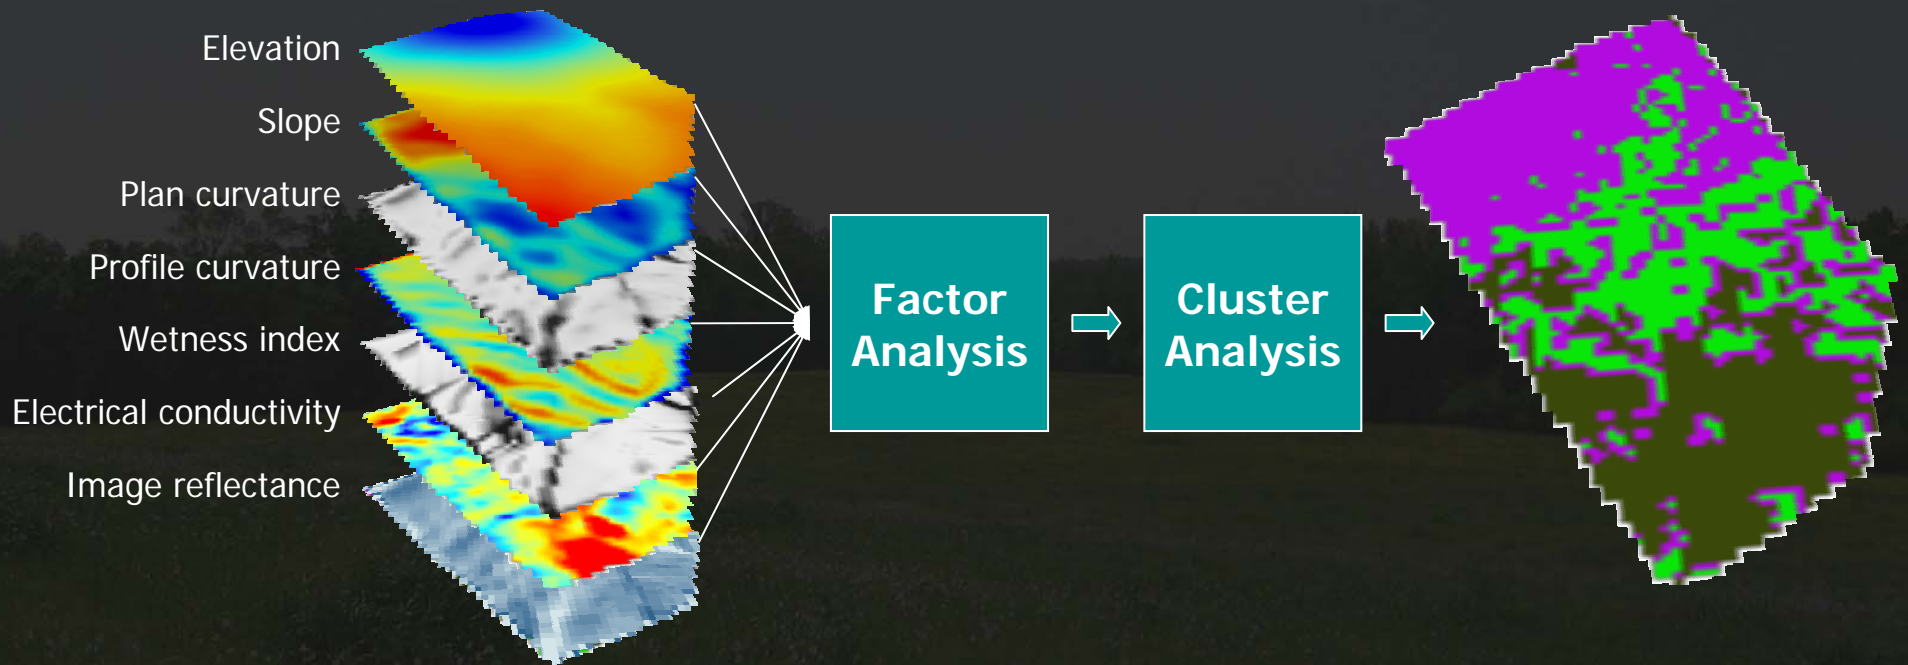 Elevation
Slope
Plan curvature
Profile curvature
Wetness index
Electrical conductivity
Image reflectance
Factor
Analysis
Cluster
Analysis